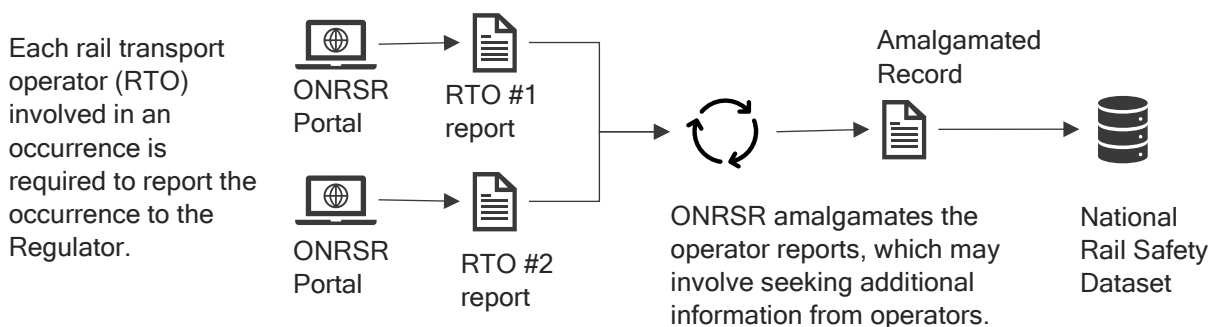 Each rail transport
operator (RTO)
involved in an
occurrence is
required to report the
occurrence to the
Regulator.
ONRSR
Portal
RTO #1
report
ONRSR
Portal
RTO #2
report
ONRSR amalgamates the
operator reports, which may
involve seeking additional
information from operators.
Amalgamated
Record
National
Rail Safety
Dataset